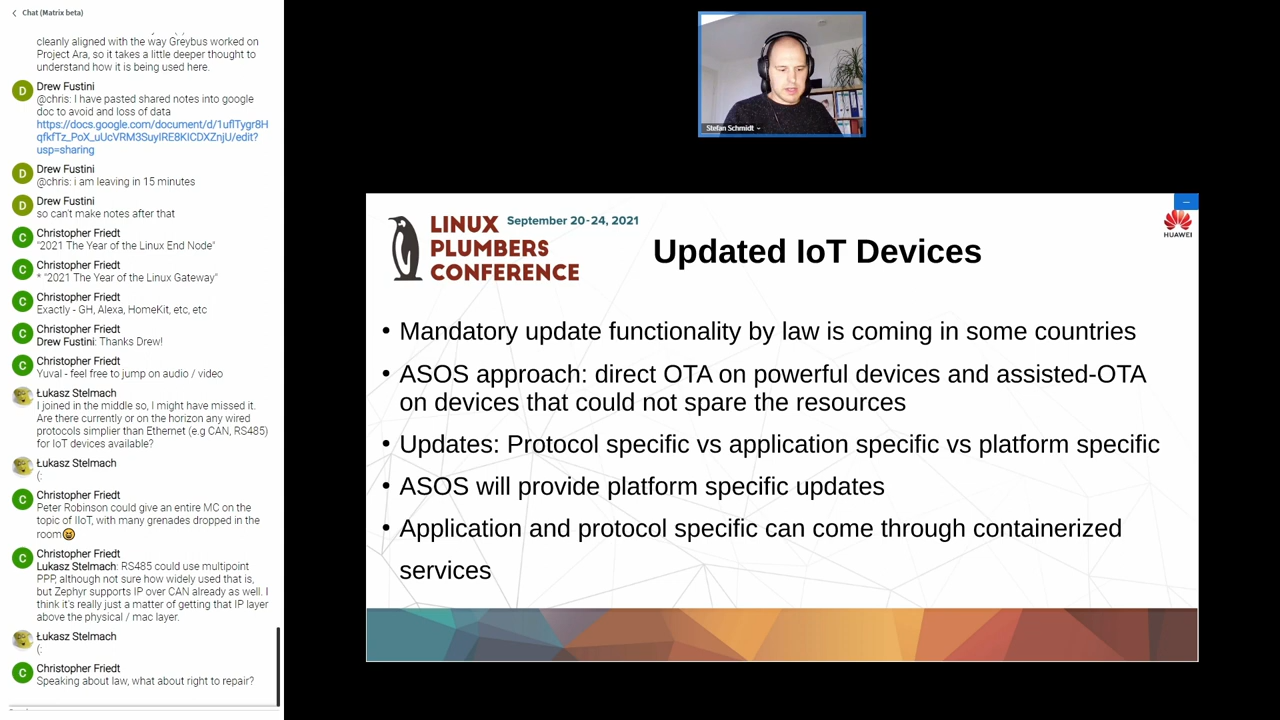 Chat (Matrix beta)
cleanly aligned with the way Greybus worked on
Project Ara, so it takes a little deeper thought to
understand how it is being used here.
Drew Fustini
@chris: I have pasted shared notes into google
doc to avoid and loss of data
https://docs.google.com/document/d/1uflTygr8H
qfkfTz_PoX_uUcVRM3SuyIRE8KICDXZnjU/edit?
usp=sharing
Drew Fustini
@chris: i am leaving in 15 minutes
Drew Fustini
so can't make notes after that
Christopher Friedt
"2021 The Year of the Linux End Node"
Christopher Friedt
* "2021 The Year of the Linux Gateway"
Christopher Friedt
Exactly - GH, Alexa, HomeKit, etc, etc
Christopher Friedt
Drew Fustini: Thanks Drew!
Christopher Friedt
Yuval - feel free to jump on audio / video
Łukasz Stelmach
I joined in the middle so, I might have missed it.
Are there currently or on the horizon any wired
protocols simplier than Ethernet (e.g CAN, RS485)
for IoT devices available?
Łukasz Stelmach
(:
Christopher Friedt
Peter Robinson could give an entire MC on the
topic of IIoT, with many grenades dropped in the
room
Christopher Friedt
Łukasz Stelmach: RS485 could use multipoint
PPP, although not sure how widely used that is,
but Zephyr supports IP over CAN already as well. I
think it's really just a matter of getting that IP layer
above the physical / mac layer.
Łukasz Stelmach
(:
Christopher Friedt
Speaking about law, what about right to repair?
D
D
D
C
C
C
C
C
C
C
C
Stefan Schmidt
LINUX
PLUMBERS
CONFERENCE
September 20-24, 2021
HUAWEI
Updated IoT Devices
• Mandatory update functionality by law is coming in some countries
• ASOS approach: direct OTA on powerful devices and assisted-OTA
on devices that could not spare the resources
• Updates: Protocol specific vs application specific vs platform specific
• ASOS will provide platform specific updates
• Application and protocol specific can come through containerized
services